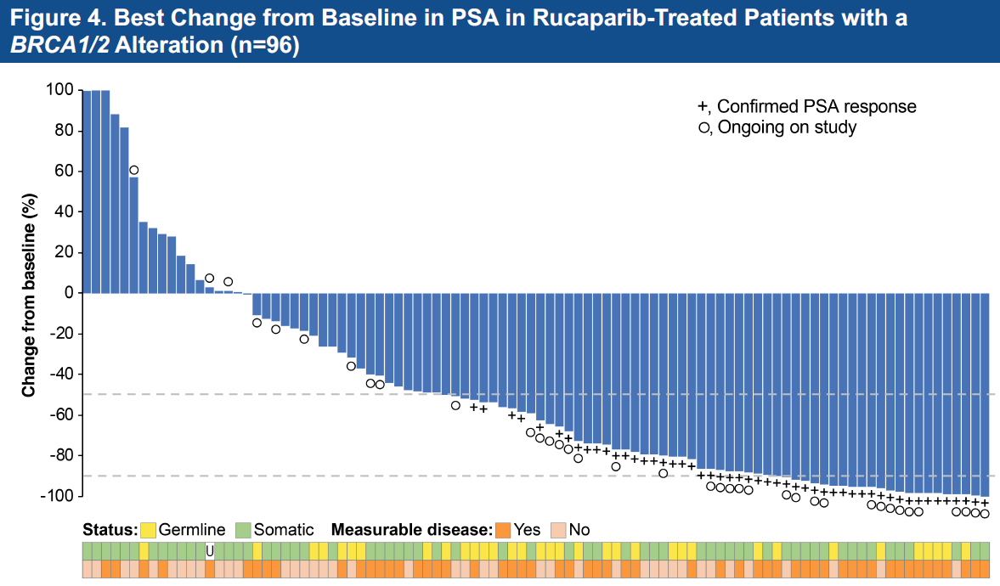 Figure 4. Best Change from Baseline in PSA in Rucaparib-Treated Patients with a
BRCA1/2 Alteration (n=96)
Change from baseline (%)
100
80
60
40
20
0
-20
-40
-60
-80
-100
+, Confirmed PSA response
O, Ongoing on study
Status: Germline Somatic Measurable disease: Yes No
U